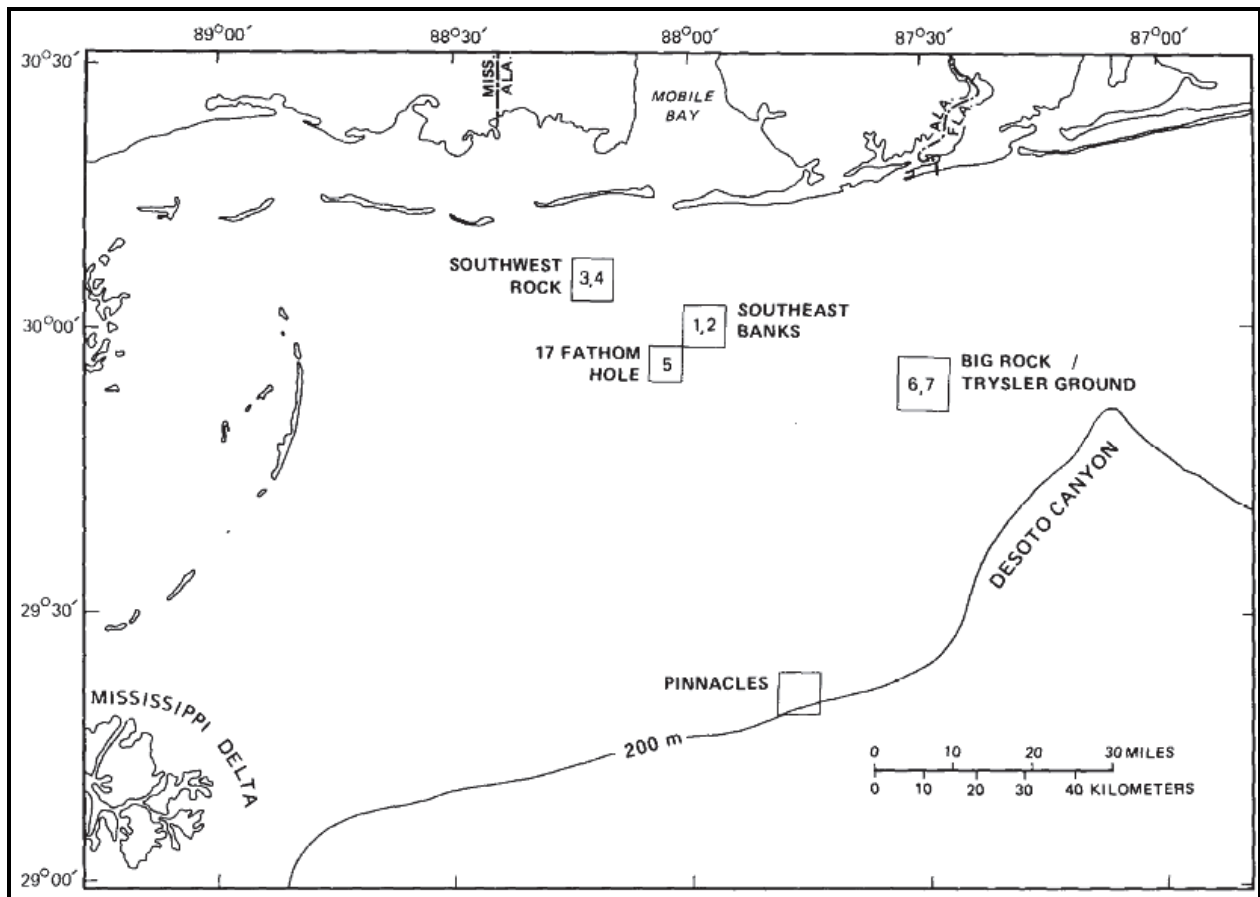 89°00′
88°30′
88°00′
87°30′
87°00′
30°30′
MISS.
ALA.
MOBILE
BAY
ALA.
FLA.
SOUTHWEST
ROCK
3,4
30°00′
1,2
SOUTHEAST
BANKS
17 FATHOM
HOLE
5
6,7
BIG ROCK /
TRYSLER GROUND
DESOTO CANYON
29°30′
PINNACLES
MISSISSIPPI DELTA
200 m
0 10 20 30 MILES
0 10 20 30 40 KILOMETERS
29°00′